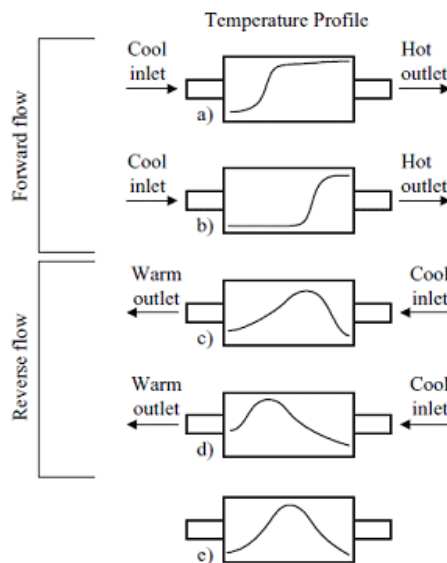 Temperature Profile
Cool
inlet
Hot
outlet
a)
Cool
inlet
Hot
outlet
b)
Forward flow
Warm
outlet
Cool
inlet
c)
Warm
outlet
Cool
inlet
d)
Reverse flow
e)